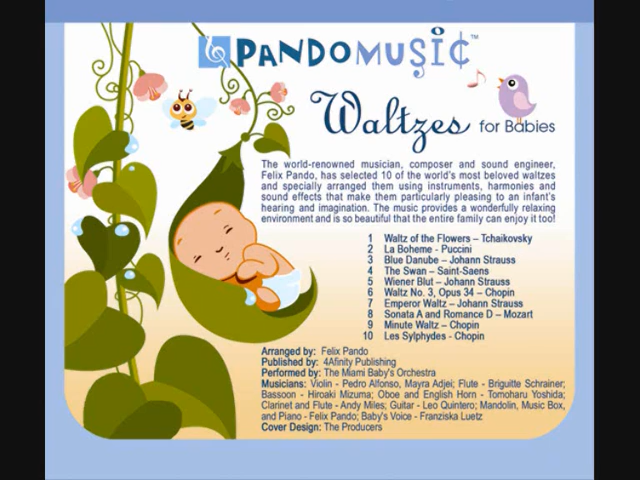 PANDOMUSIC™
Waltzes for Babies
The world-renowned musician, composer and sound engineer,
Felix Pando, has selected 10 of the world's most beloved waltzes
and specially arranged them using instruments, harmonies and
sound effects that make them particularly pleasing to an infant's
hearing and imagination. The music provides a wonderfully relaxing
environment and is so beautiful that the entire family can enjoy it too!
1 Waltz of the Flowers – Tchaikovsky
2 La Boheme - Puccini
3 Blue Danube – Johann Strauss
4 The Swan – Saint-Saens
5 Wiener Blut – Johann Strauss
6 Waltz No. 3, Opus 34 – Chopin
7 Emperor Waltz – Johann Strauss
8 Sonata A and Romance D – Mozart
9 Minute Waltz – Chopin
10 Les Sylphydes - Chopin
Arranged by: Felix Pando
Published by: 4Afinity Publishing
Performed by: The Miami Baby's Orchestra
Musicians: Violin - Pedro Alfonso, Mayra Adjei; Flute - Briguitte Schrainer;
Bassoon - Hiroaki Mizuma; Oboe and English Horn - Tomoharu Yoshida;
Clarinet and Flute - Andy Miles; Guitar - Leo Quintero; Mandolin, Music Box,
and Piano - Felix Pando; Baby's Voice - Franziska Luetz
Cover Design: The Producers